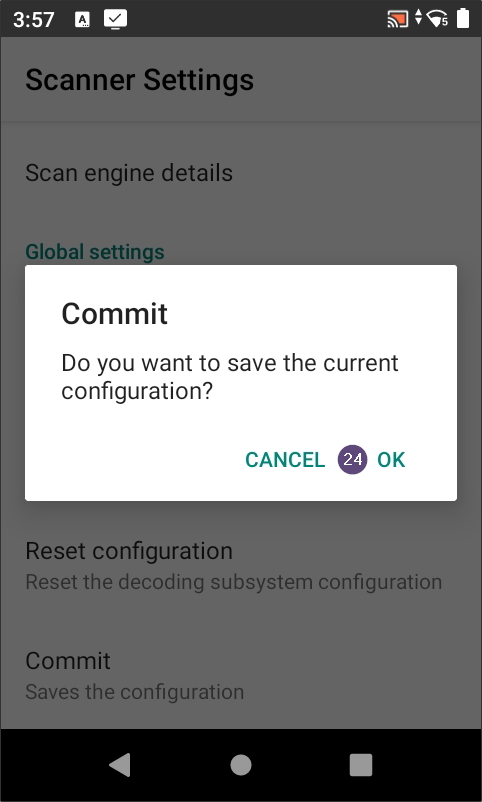 3:57
A
5
Scanner Settings
Scan engine details
Global settings
Commit
Do you want to save the current
configuration?
CANCEL 24 OK
Reset configuration
Reset the decoding subsystem configuration
Commit
Saves the configuration